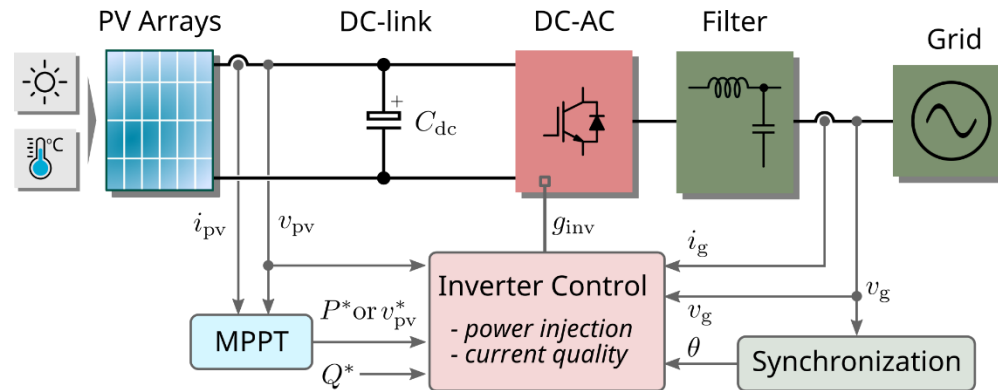 PV Arrays
DC-link
DC-AC
Filter
Grid
°C
+
C_dc
i_pv
v_pv
g_inv
i_g
v_g
v_g
Inverter Control
- power injection
- current quality
P* or v*_pv
MPPT
Q*
θ
Synchronization